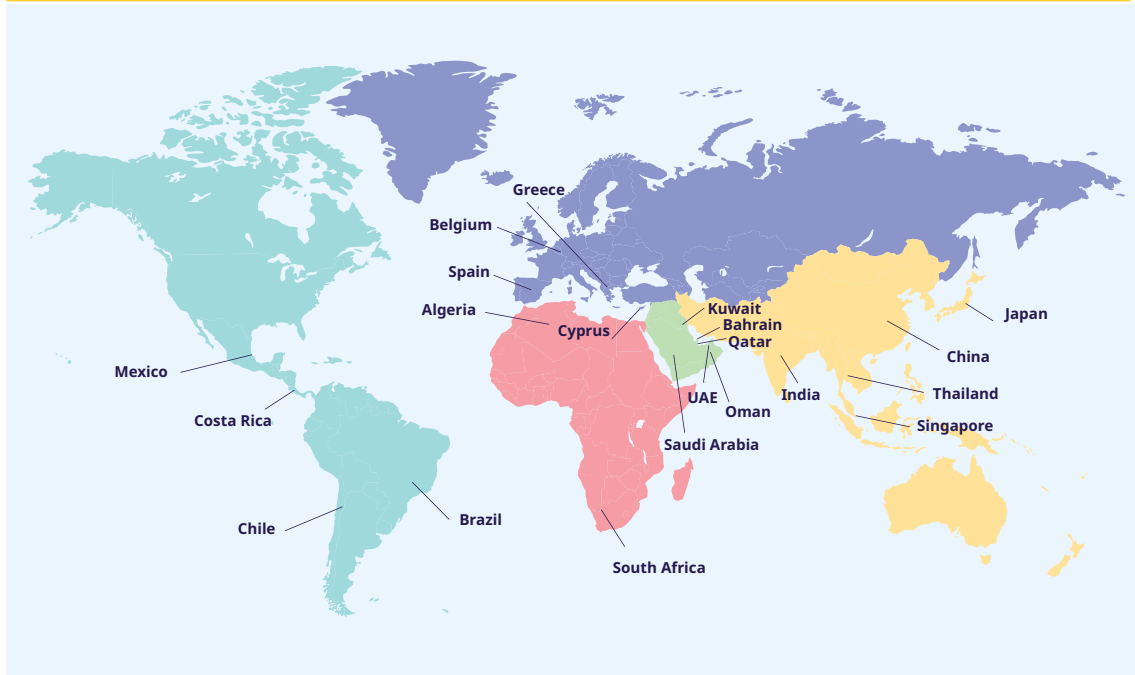 Greece
Belgium
Spain
Algeria
Cyprus
Kuwait
Bahrain
Qatar
Japan
China
Mexico
India
Thailand
UAE
Oman
Costa Rica
Singapore
Saudi Arabia
Chile
Brazil
South Africa